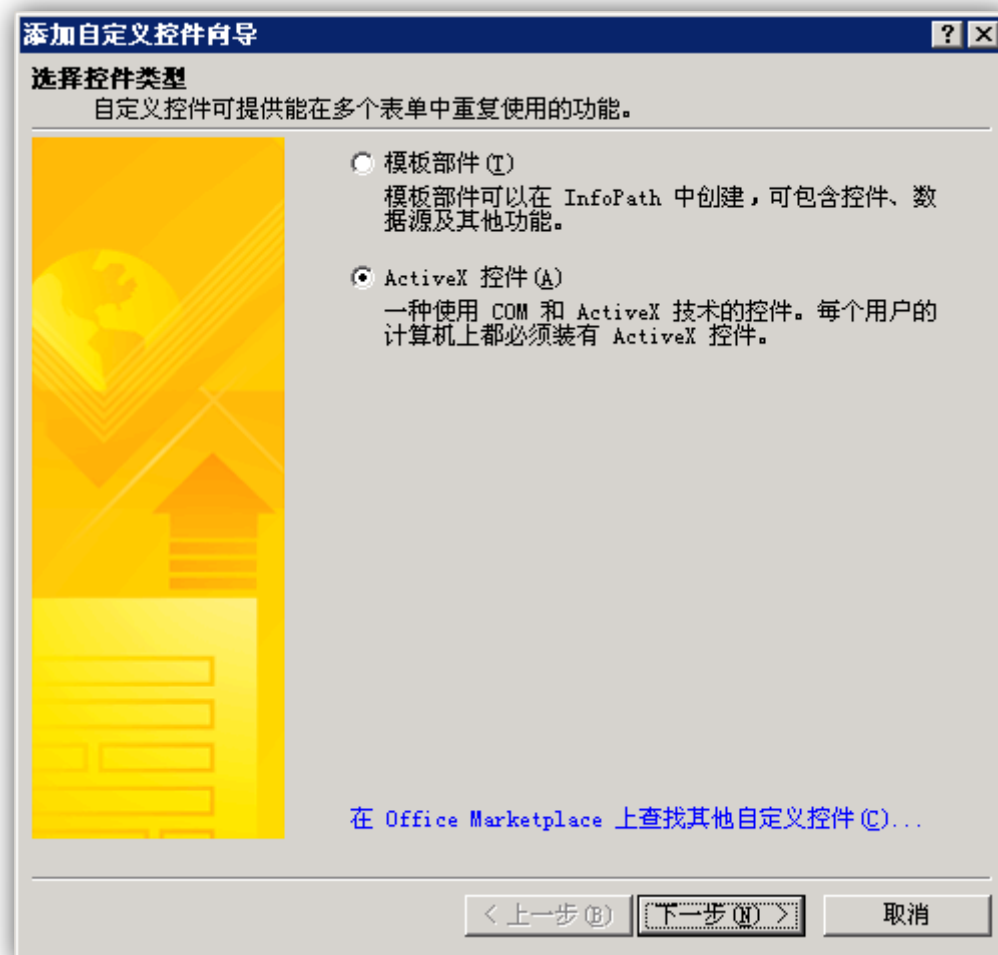 添加自定义控件向导
选择控件类型
自定义控件可提供能在多个表单中重复使用的功能。
模板部件(T)
模板部件可以在 InfoPath 中创建，可包含控件、数
据源及其他功能。
ActiveX 控件(A)
一种使用 COM 和 ActiveX 技术的控件。每个用户的
计算机上都必须装有 ActiveX 控件。
在 Office Marketplace 上查找其他自定义控件(C)...
< 上一步(B) 下一步(N) > 取消